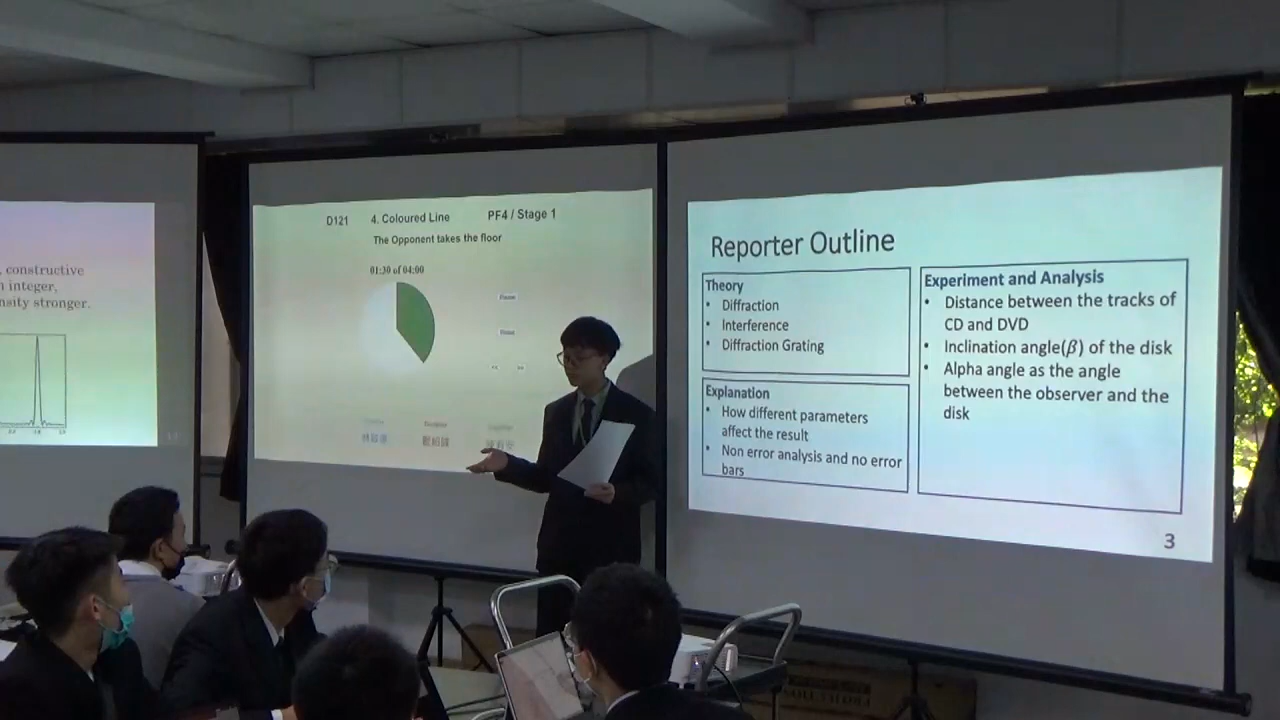 , constructive
integer,
nsity stronger.
D121 4. Coloured Line PF4 / Stage 1
The Opponent takes the floor
01:30 of 04:00
Reporter Outline
Theory
• Diffraction
• Interference
• Diffraction Grating
Explanation
• How different parameters
affect the result
• Non error analysis and no error
bars
Experiment and Analysis
• Distance between the tracks of
CD and DVD
• Inclination angle(β) of the disk
• Alpha angle as the angle
between the observer and the
disk
3